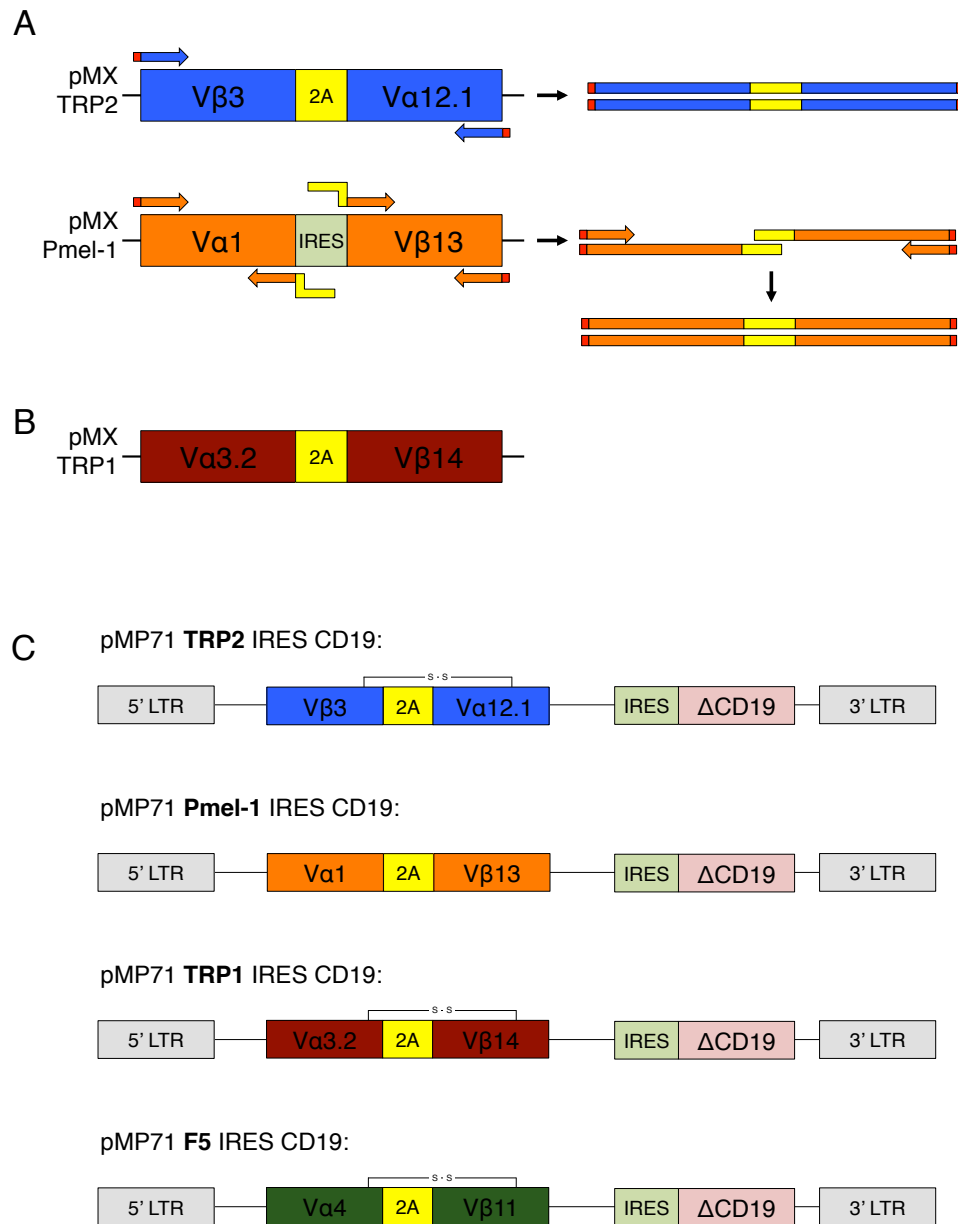 A
pMX
TRP2
Vβ3 2A Vα12.1
pMX
Pmel-1
Vα1 IRES Vβ13
B
pMX
TRP1
Vα3.2 2A Vβ14
C
pMP71 TRP2 IRES CD19:
S - S
5' LTR Vβ3 2A Vα12.1 IRES ΔCD19 3' LTR
pMP71 Pmel-1 IRES CD19:
5' LTR Vα1 2A Vβ13 IRES ΔCD19 3' LTR
pMP71 TRP1 IRES CD19:
S - S
5' LTR Vα3.2 2A Vβ14 IRES ΔCD19 3' LTR
pMP71 F5 IRES CD19:
S - S
5' LTR Vα4 2A Vβ11 IRES ΔCD19 3' LTR